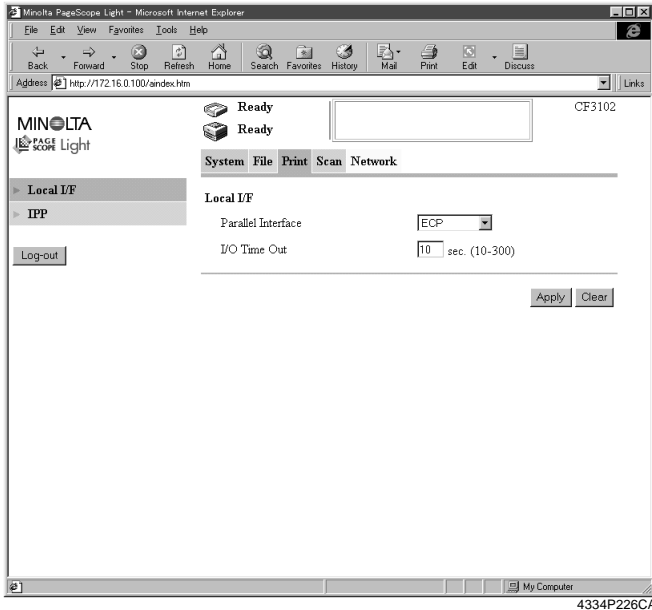 Minolta PageScope Light - Microsoft Internet Explorer
File Edit View Favorites Tools Help
Back Forward Stop Refresh Home Search Favorites History Mail Print Edit Discuss
Address http://172.16.0.100/aindex.htm Links
MINOLTA
PAGE SCOPE Light
Ready
Ready
CF3102
System File Print Scan Network
Local I/F
IPP
Log-out
Local I/F
Parallel Interface ECP
I/O Time Out 10 sec. (10-300)
Apply Clear
My Computer
4334P226CA